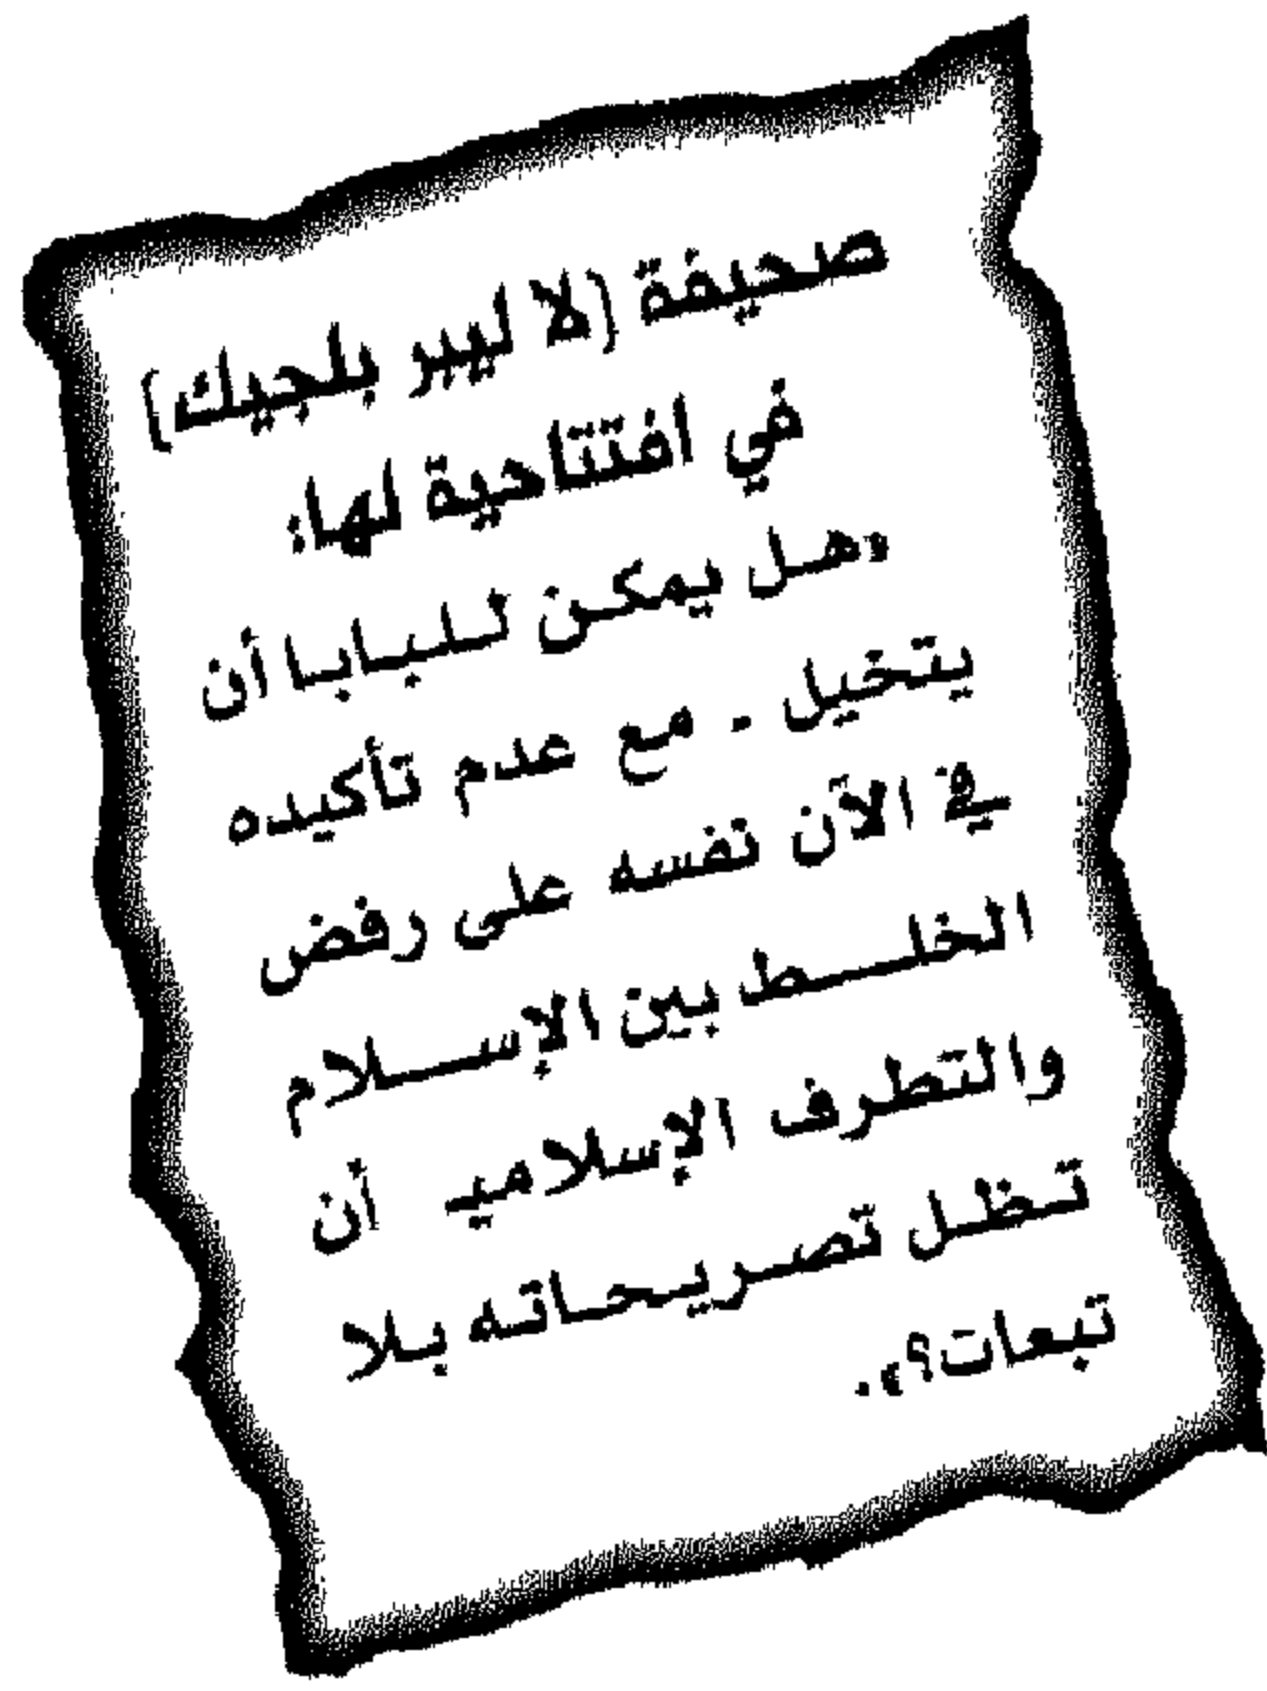 صحيفة (لا ليبر بلجيك)
في افتتاحية لها:
«هل يمكن للبابا أن
يتخيل - مع عدم تأكيده
في الآن نفسه على رفض
الخلط بين الإسلام
والتطرف الإسلاميـ أن
تظل تصريحاته بلا
تبعات؟».